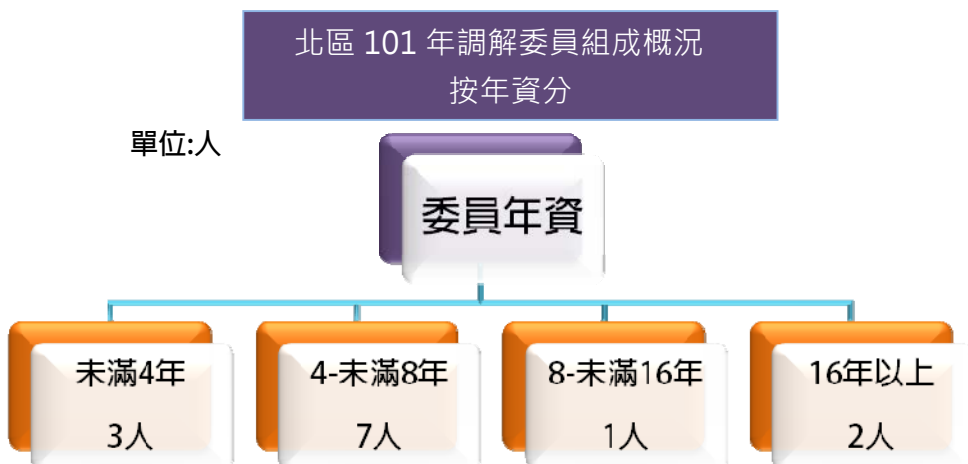 北區 101 年調解委員組成概況
按年資分
單位:人
委員年資
未滿4年
3人
4-未滿8年
7人
8-未滿16年
1人
16年以上
2人